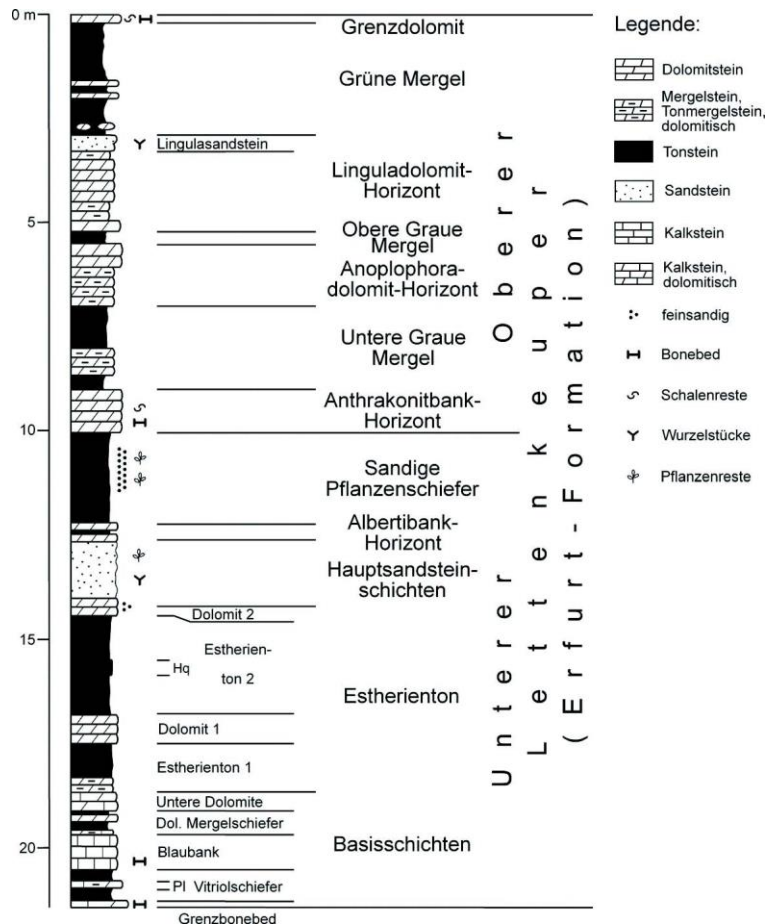 0 m
Grenzdolomit
Grüne Mergel
Lingulasandstein
Linguladolomit-
Horizont
5
Obere Graue
Mergel
Anoplophora-
dolomit-Horizont
Untere Graue
Mergel
Anthrakonitbank-
Horizont
10
Sandige
Pflanzenschiefer
Albertibank-
Horizont
Hauptsandstein-
schichten
Dolomit 2
15
Estherien-
ton 2
Hq
Estherienton
Dolomit 1
Estherienton 1
Untere Dolomite
Dol. Mergelschiefer
20
Blaubank
Basisschichten
Pl Vitriolschiefer
Grenzbonebed
Unterer Oberer
Lettenkeuper
(Erfurt-Formation)
Legende:
Dolomitstein
Mergelstein,
Tonmergelstein,
dolomitisch
Tonstein
Sandstein
Kalkstein
Kalkstein,
dolomitisch
feinsandig
Bonebed
Schalenreste
Wurzelstücke
Pflanzenreste